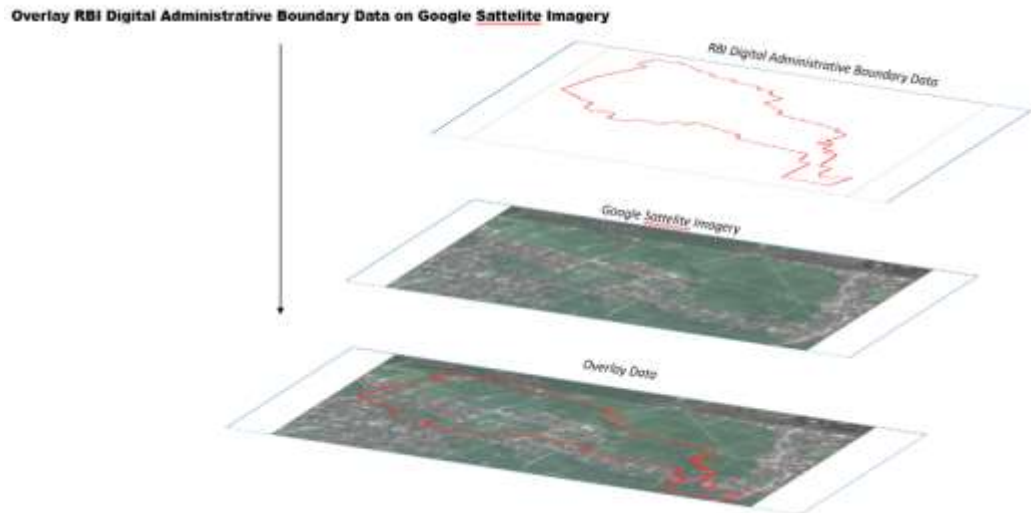 Overlay RBI Digital Administrative Boundary Data on Google Sattelite Imagery
RBI Digital Administrative Boundary Data
Google Sattelite Imagery
Overlay Data